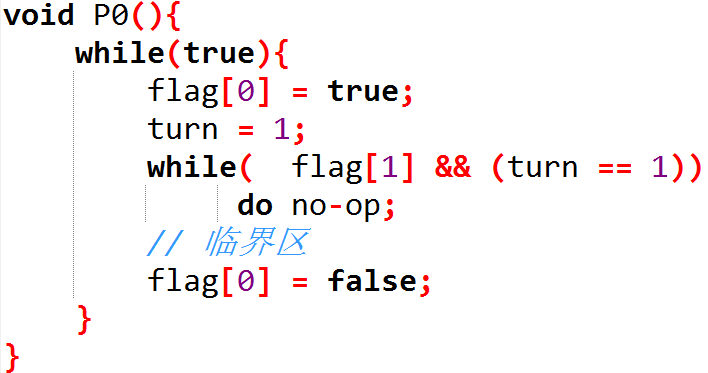 void P0(){
    while(true){
        flag[0] = true;
        turn = 1;
        while(  flag[1] && (turn == 1))
             do no-op;
        // 临界区
        flag[0] = false;
    }
}